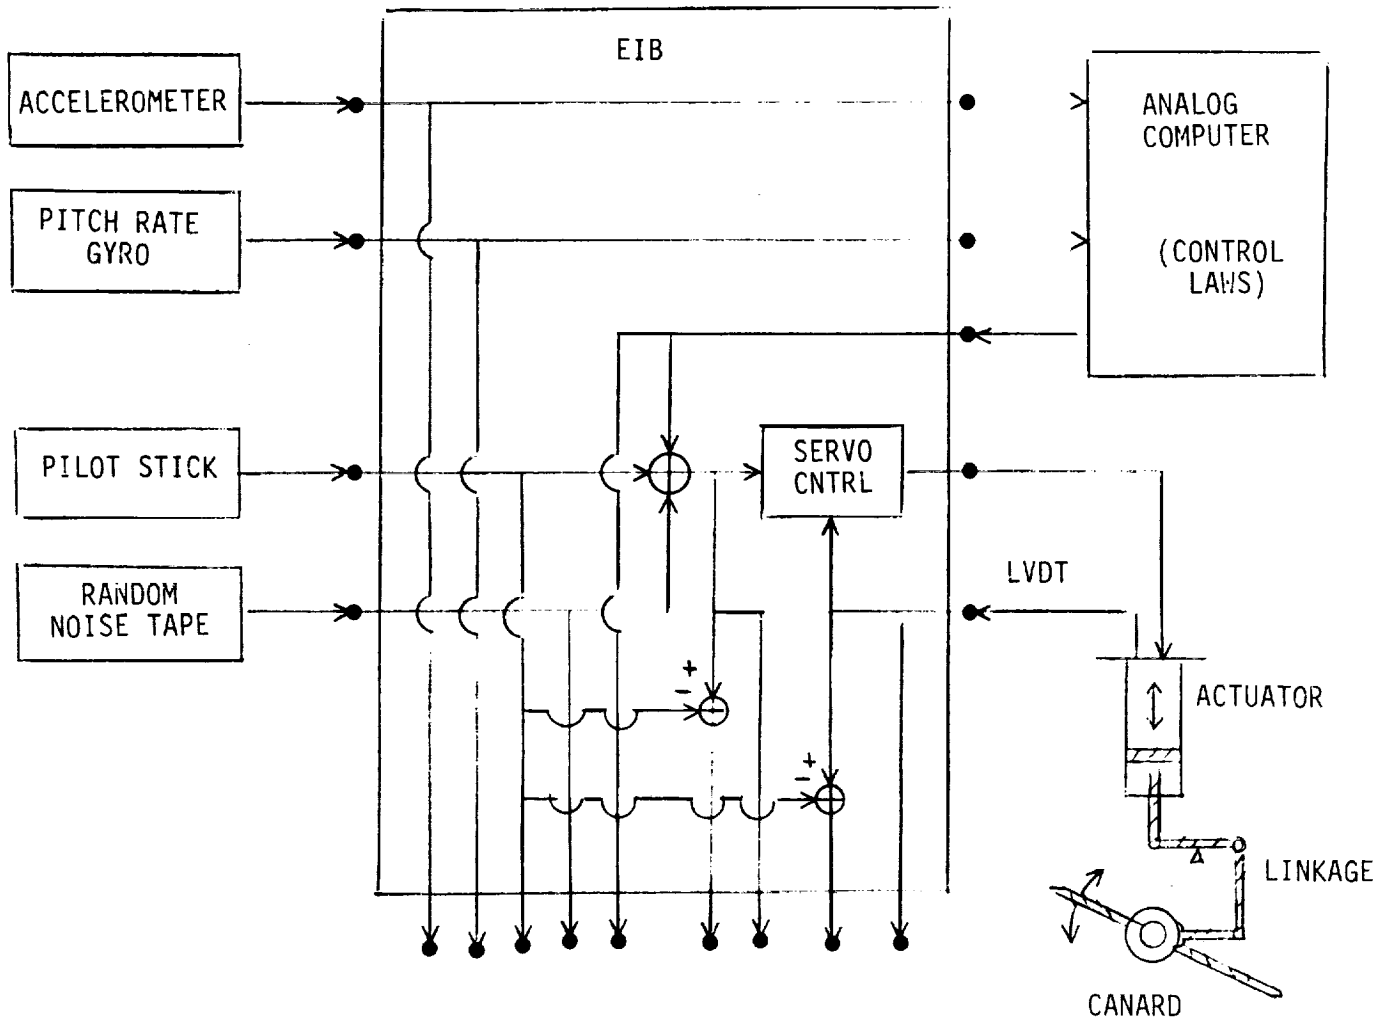 EIB
ACCELEROMETER
ANALOG
COMPUTER
PITCH RATE
GYRO
(CONTROL
LAWS)
PILOT STICK
SERVO
CNTRL
RANDOM
NOISE TAPE
LVDT
+
-
ACTUATOR
+
-
LINKAGE
CANARD